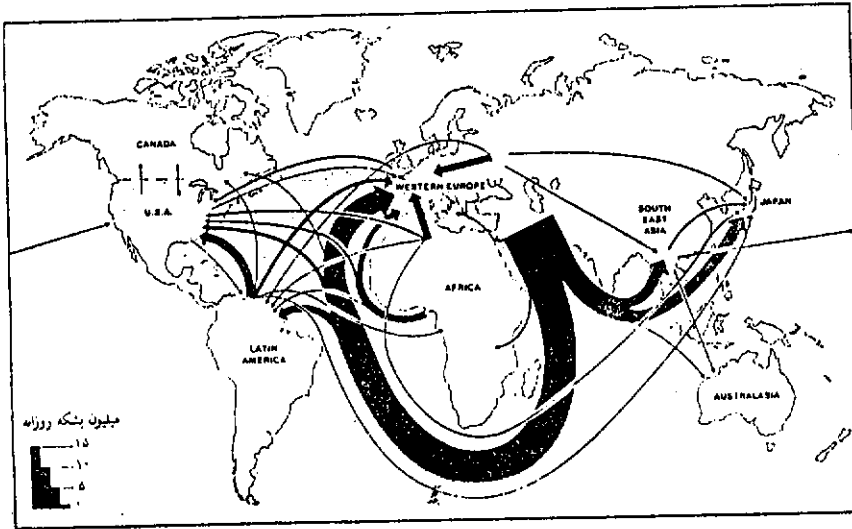 CANADA
U.S.A.
WESTERN EUROPE
SOUTH
EAST
ASIA
JAPAN
AFRICA
LATIN
AMERICA
AUSTRALASIA
میلیون بشکه روزانه
۱۵
۱۰
۵